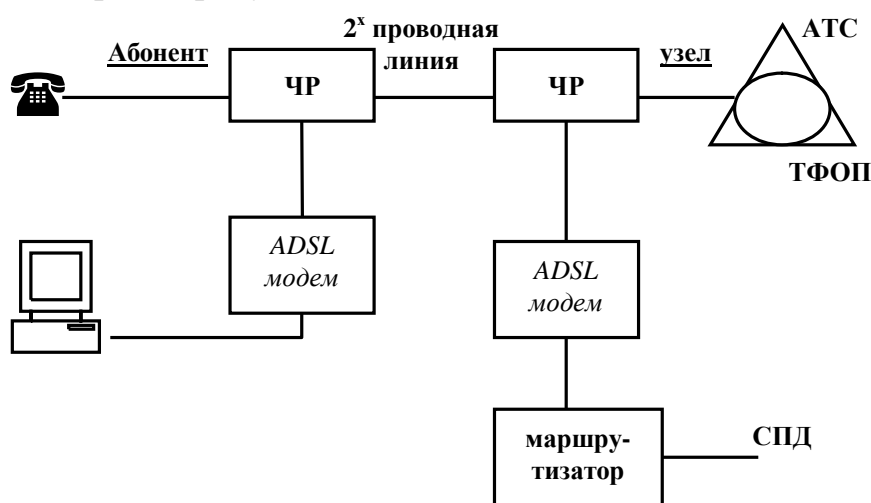 Абонент
2х проводная
линия
узел
АТС
ЧР
ЧР
ТФОП
ADSL
модем
ADSL
модем
маршру-
тизатор
СПД